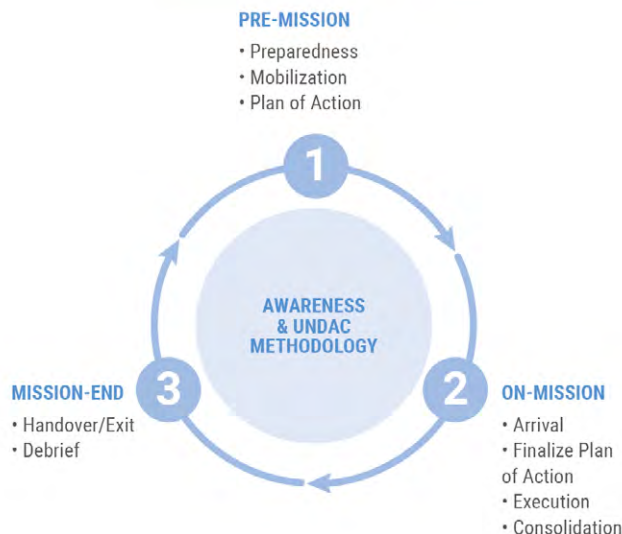 PRE-MISSION
• Preparedness
• Mobilization
• Plan of Action
1
AWARENESS
& UNDAC
METHODOLOGY
MISSION-END
3
• Handover/Exit
• Debrief
2
ON-MISSION
• Arrival
• Finalize Plan
of Action
• Execution
• Consolidation